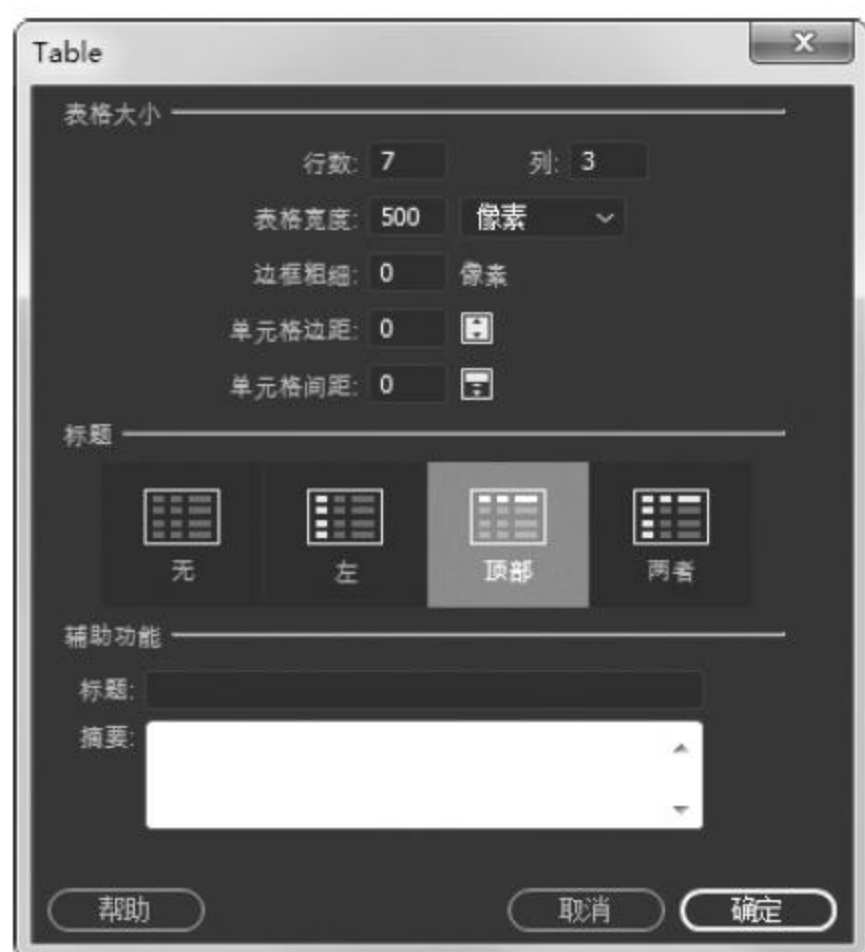 Table
表格大小
行数: 7 列: 3
表格宽度: 500 像素
边框粗细: 0 像素
单元格边距: 0
单元格间距: 0
标题
无 左 顶部 两者
辅助功能
标题:
摘要:
帮助 取消 确定